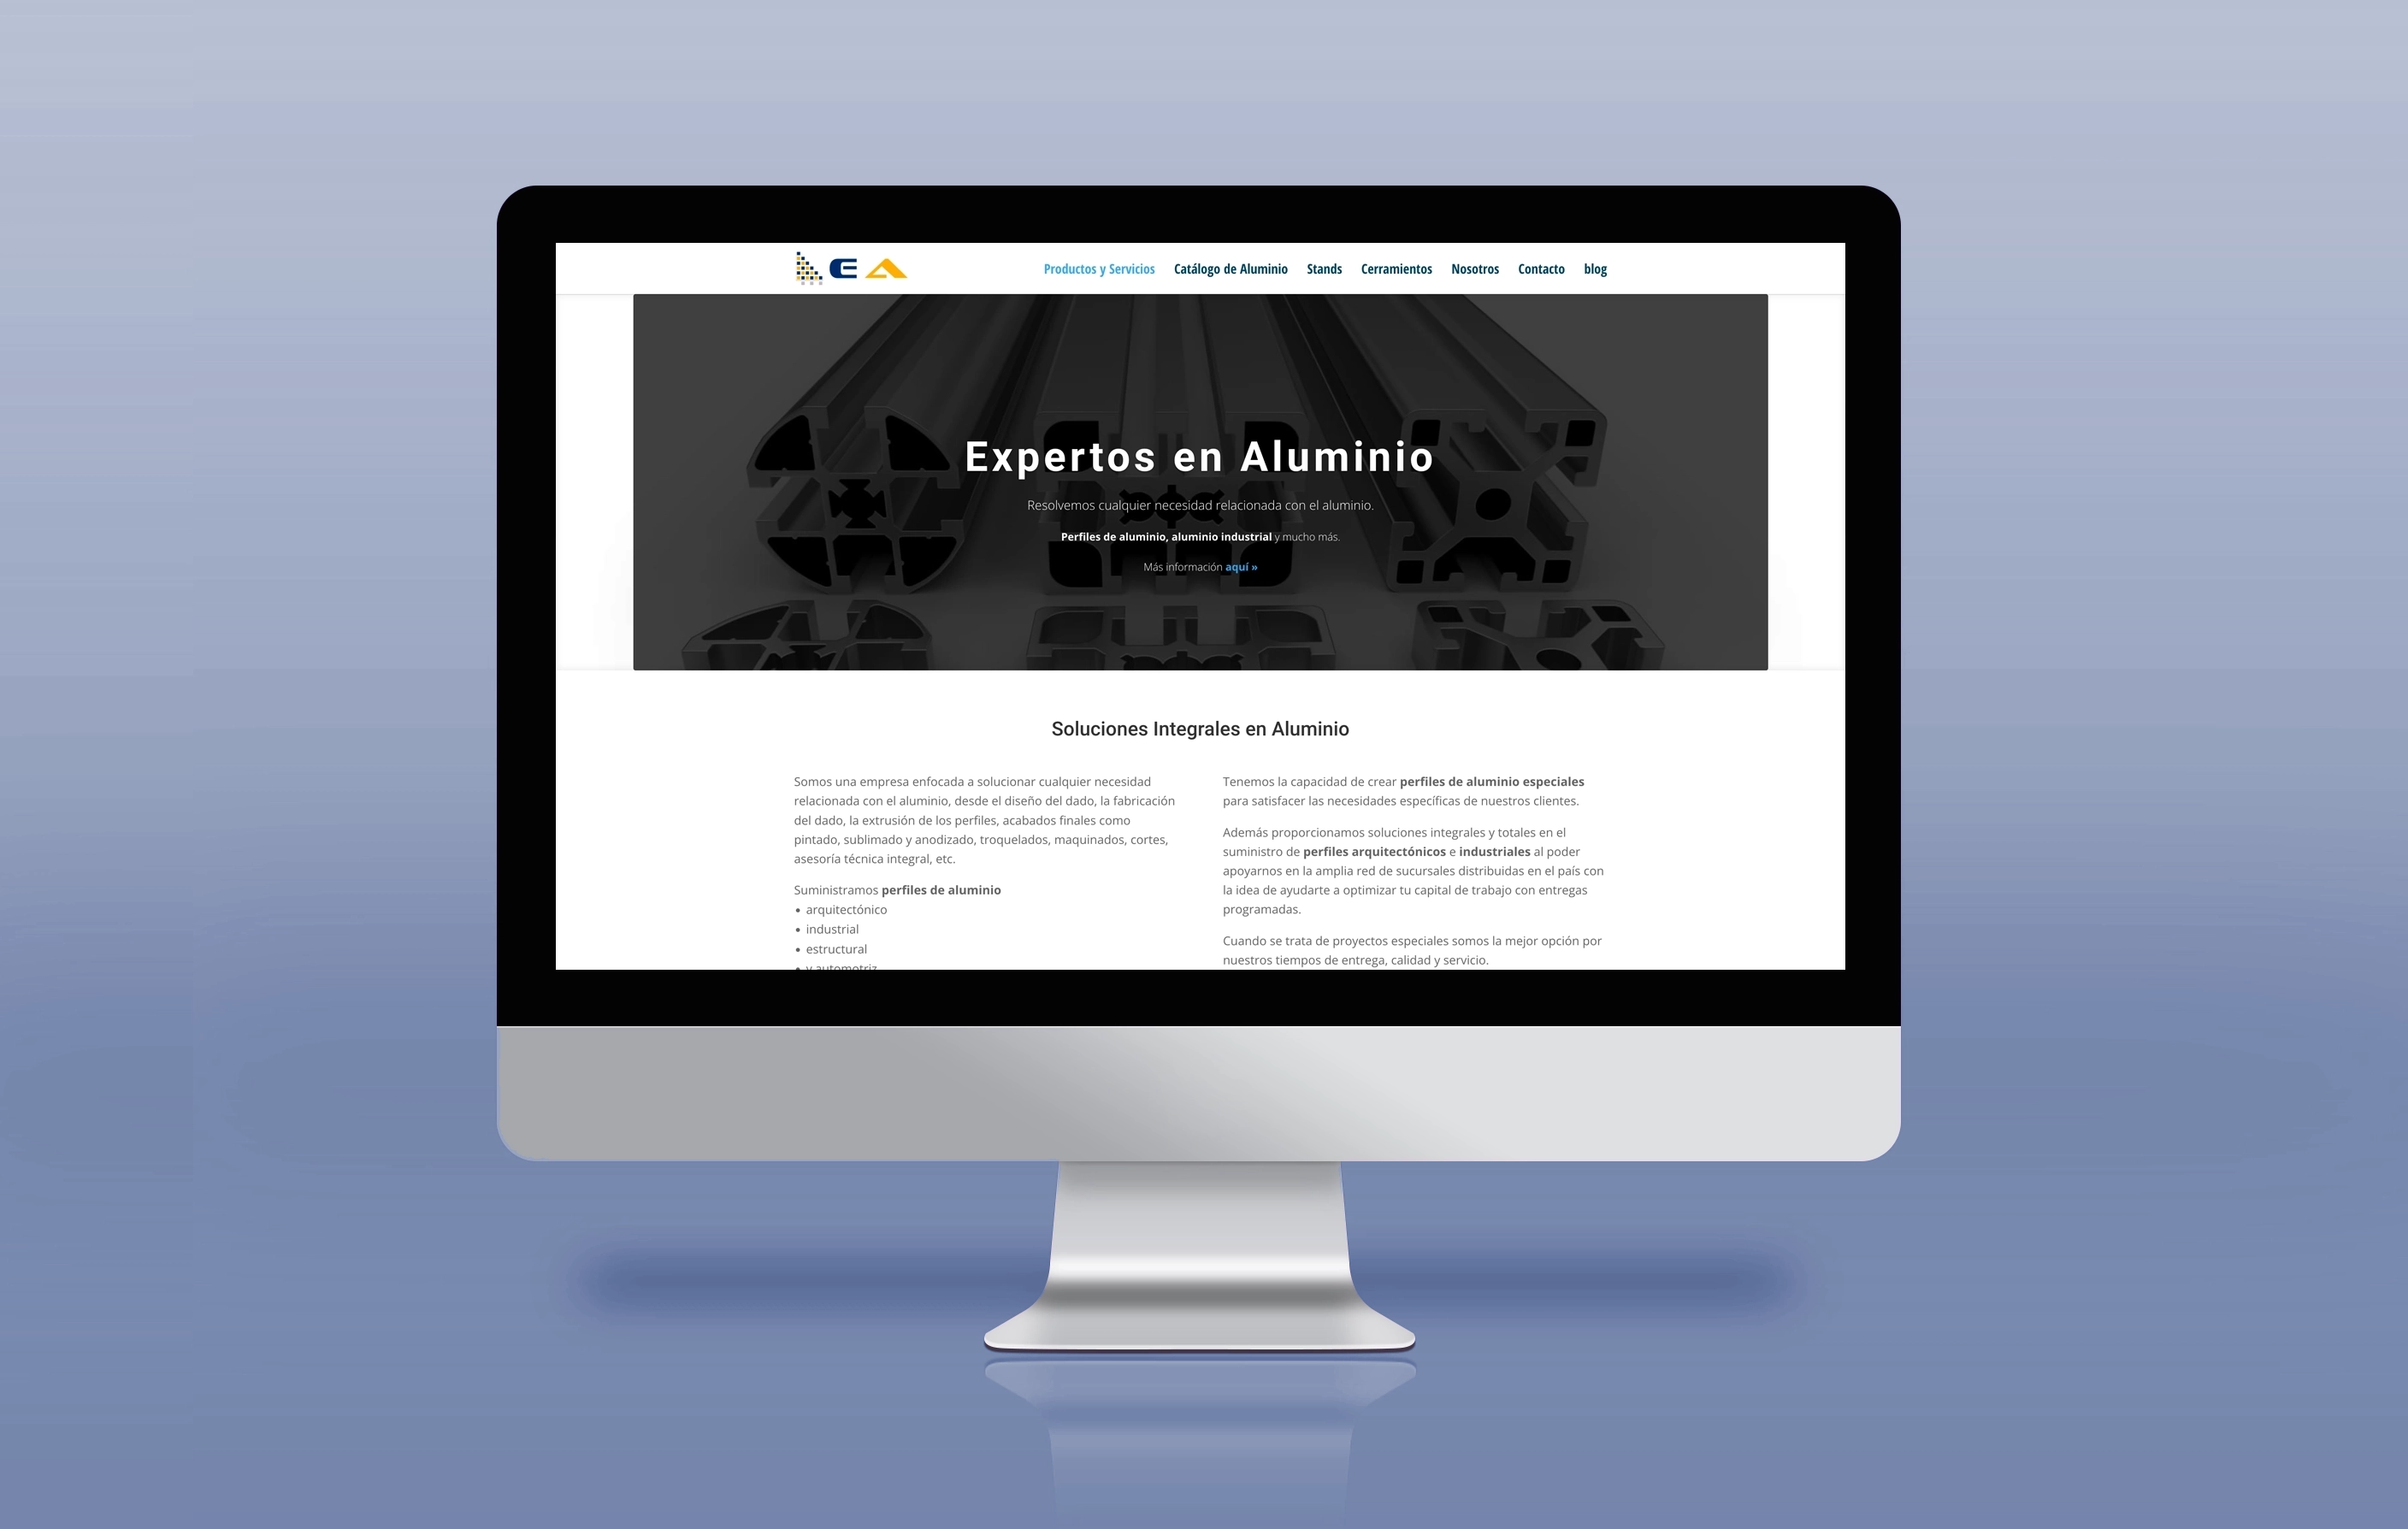 LEA
Productos y Servicios Catálogo de Aluminio Stands Cerramientos Nosotros Contacto blog
Expertos en Aluminio
Resolvemos cualquier necesidad relacionada con el aluminio.
Perfiles de aluminio, aluminio industrial y mucho más.
Más información aquí »
Soluciones Integrales en Aluminio
Somos una empresa enfocada a solucionar cualquier necesidad
relacionada con el aluminio, desde el diseño del dado, la fabricación
del dado, la extrusión de los perfiles, acabados finales como
pintado, sublimado y anodizado, troquelados, maquinados, cortes,
asesoría técnica integral, etc.
Suministramos perfiles de aluminio
• arquitectónico
• industrial
• estructural
• y automotriz
Tenemos la capacidad de crear perfiles de aluminio especiales
para satisfacer las necesidades específicas de nuestros clientes.
Además proporcionamos soluciones integrales y totales en el
suministro de perfiles arquitectónicos e industriales al poder
apoyarnos en la amplia red de sucursales distribuidas en el país con
la idea de ayudarte a optimizar tu capital de trabajo con entregas
programadas.
Cuando se trata de proyectos especiales somos la mejor opción por
nuestros tiempos de entrega, calidad y servicio.